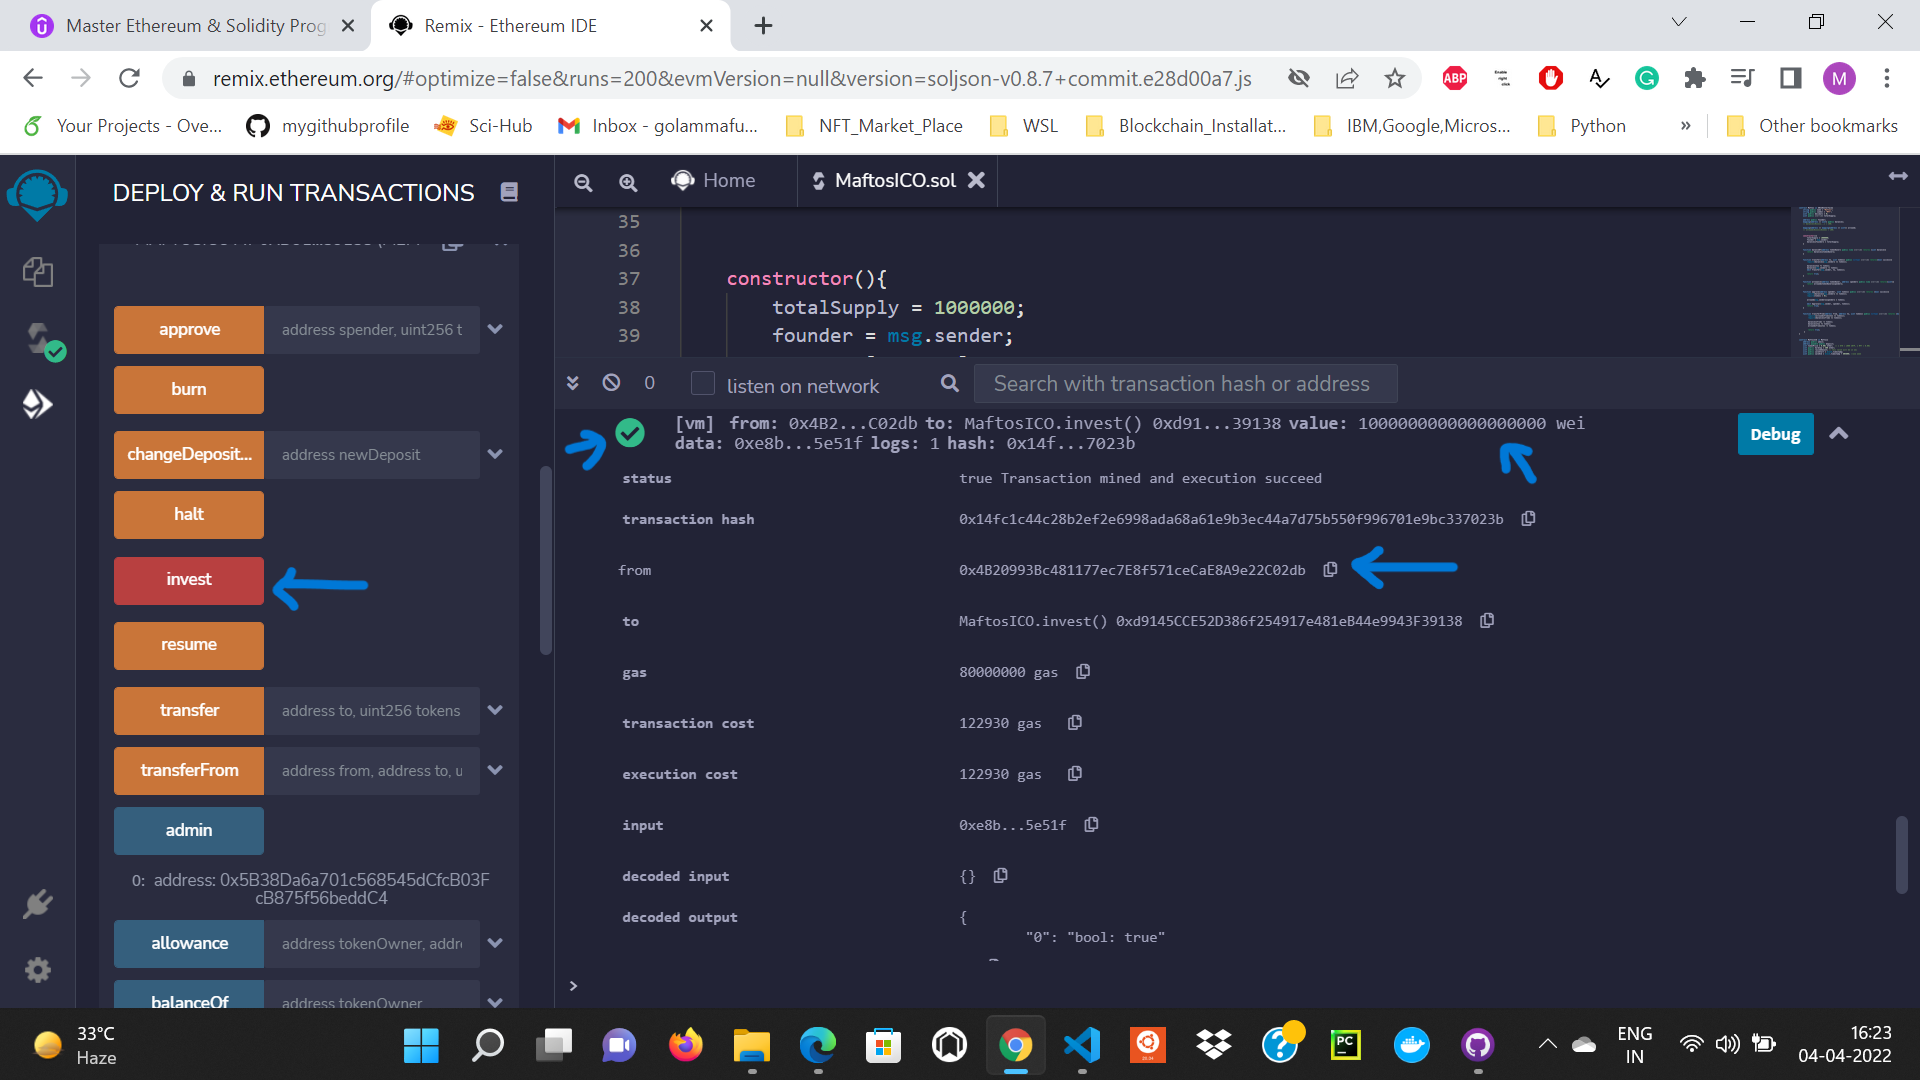 Master Ethereum & Solidity Prog
Remix - Ethereum IDE
remix.ethereum.org/#optimize=false&runs=200&evmVersion=null&version=soljson-v0.8.7+commit.e28d00a7.js
ABP
M
Your Projects - Ove...
mygithubprofile
Sci-Hub
Inbox - golammafu...
NFT_Market_Place
WSL
Blockchain_Installat...
IBM,Google,Micros...
Python
»
Other bookmarks
DEPLOY & RUN TRANSACTIONS
Home
MaftosICO.sol
35
36
37 constructor(){
38 totalSupply = 1000000;
39 founder = msg.sender;
0
listen on network
Search with transaction hash or address
approve
address spender, uint256 t
burn
changeDeposit...
address newDeposit
halt
invest
resume
transfer
address to, uint256 tokens
transferFrom
address from, address to, u
admin
0: address: 0x5B38Da6a701c568545dCfcB03F
cB875f56beddC4
allowance
address tokenOwner, addre
balanceOf
address tokenOwner
[vm] from: 0x4B2...C02db to: MaftosICO.invest() 0xd91...39138 value: 1000000000000000000 wei
data: 0xe8b...5e51f logs: 1 hash: 0x14f...7023b
Debug
status true Transaction mined and execution succeed
transaction hash 0x14fc1c44c28b2ef2e6998ada68a61e9b3ec44a7d75b550f996701e9bc337023b
from 0x4B20993Bc481177ec7E8f571ceCaE8A9e22C02db
to MaftosICO.invest() 0xd9145CCE52D386f254917e481eB44e9943F39138
gas 80000000 gas
transaction cost 122930 gas
execution cost 122930 gas
input 0xe8b...5e51f
decoded input {}
decoded output {
"0": "bool: true"
>
33°C
Haze
PC
ENG
IN
16:23
04-04-2022